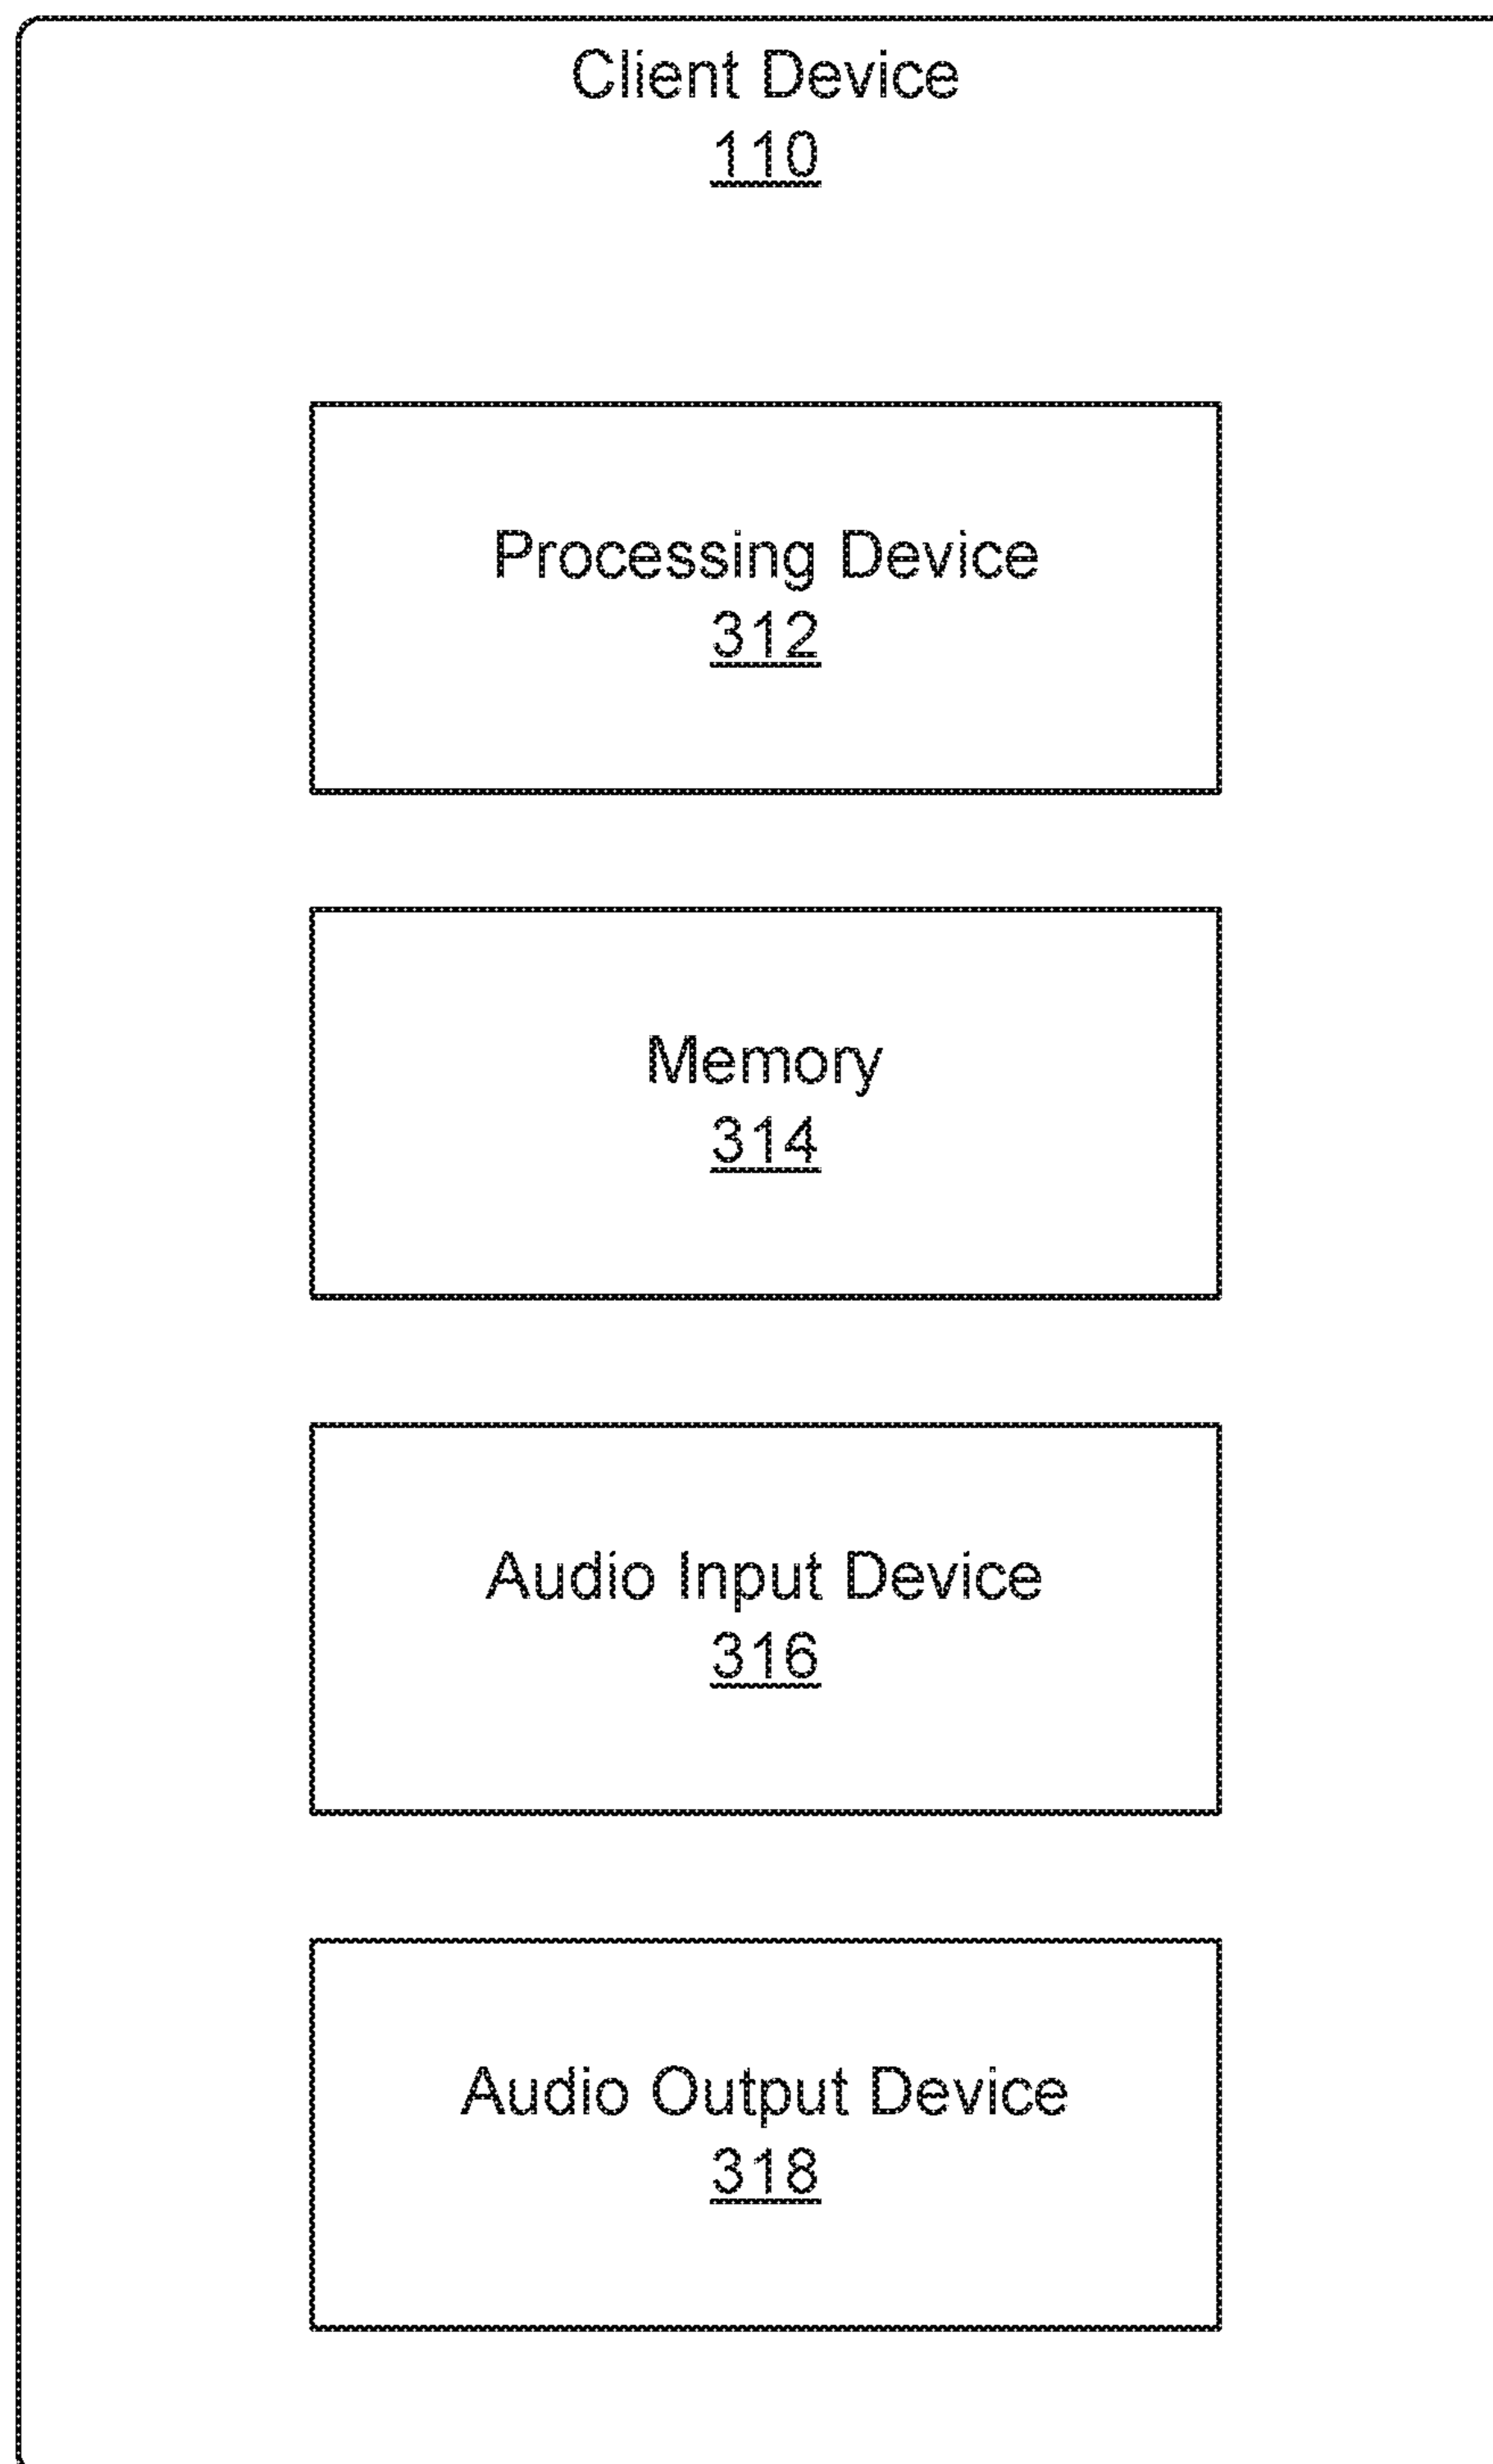 Client Device
110
Processing Device
312
Memory
314
Audio Input Device
316
Audio Output Device
318